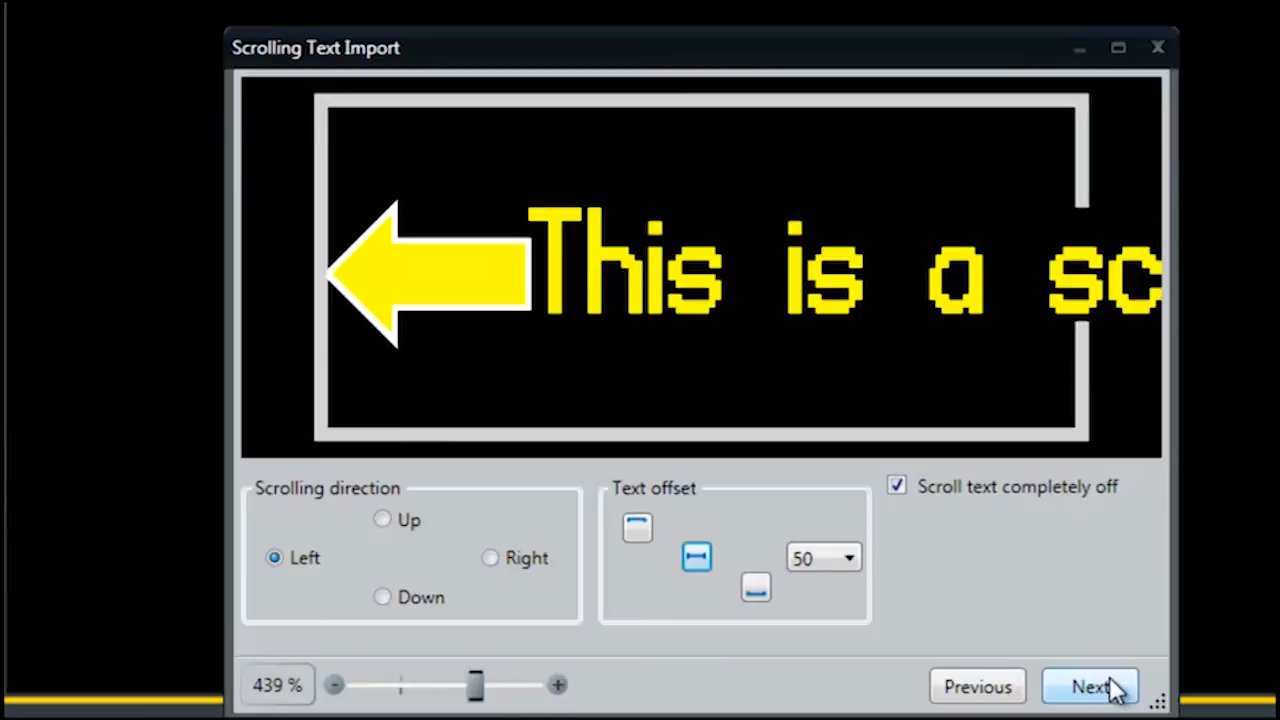 Scrolling Text Import
This is a sc
Scrolling direction
Up
Left
Right
Down
Text offset
50
Scroll text completely off
439 %
Previous
Next